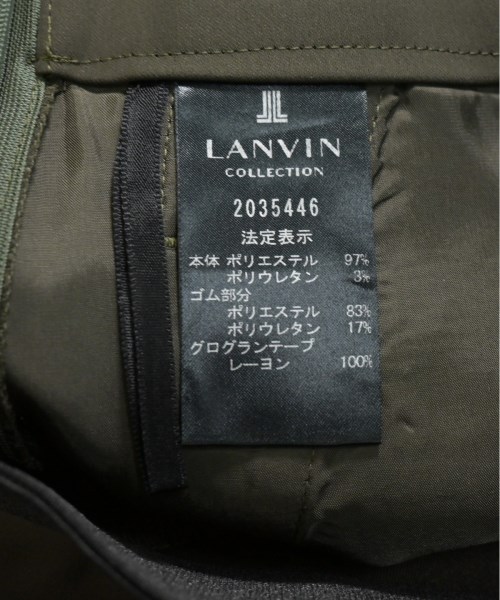 JL
LANVIN
COLLECTION
2035446
法定表示
本体 ポリエステル 97%
ポリウレタン 3%
ゴム部分
ポリエステル 83%
ポリウレタン 17%
グログランテープ
レーヨン 100%